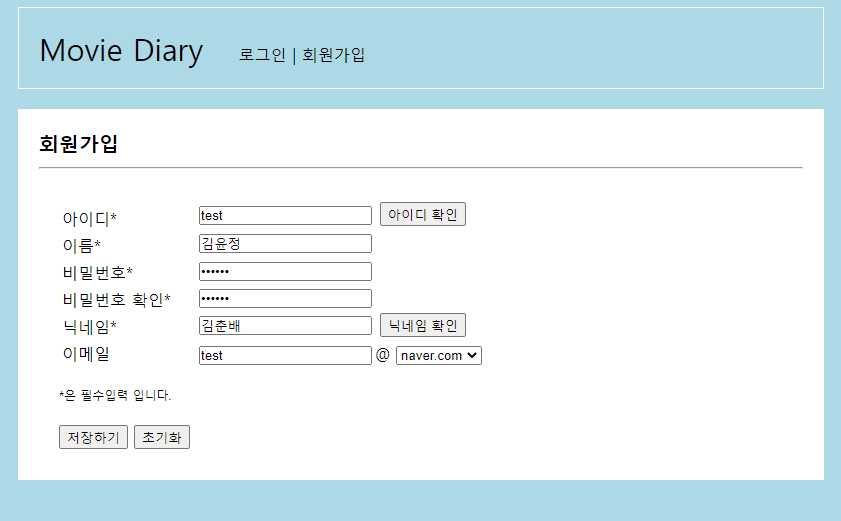 Movie Diary 로그인 | 회원가입
회원가입
아이디* test 아이디 확인
이름* 김윤정
비밀번호* ••••••
비밀번호 확인* ••••••
닉네임* 김춘배 닉네임 확인
이메일 test @ naver.com
*은 필수입력 입니다.
저장하기 초기화